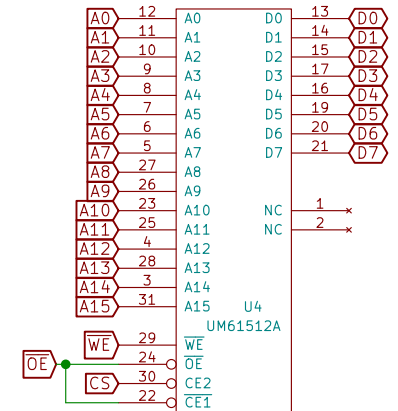 A0 12 A0 D0 13 D0
A1 11 A1 D1 14 D1
A2 10 A2 D2 15 D2
A3 9 A3 D3 17 D3
A4 8 A4 D4 16 D4
A5 7 A5 D5 19 D5
A6 6 A6 D6 20 D6
A7 5 A7 D7 21 D7
A8 27 A8
A9 26 A9
A10 23 A10 NC 1
A11 25 A11 NC 2
A12 4 A12
A13 28 A13
A14 3 A14
A15 31 A15 U4
UM61512A
WE 29 WE
OE 24 OE
CS 30 CE2
22 CE1